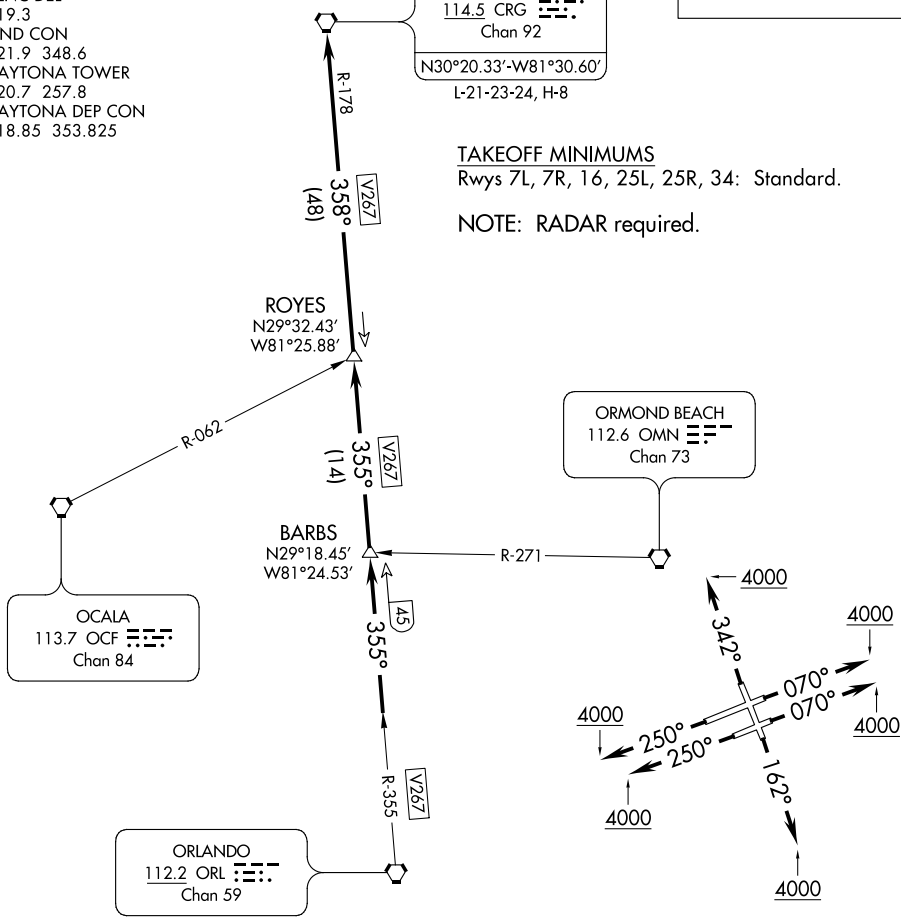 19.3
ND CON
21.9 348.6
AYTONA TOWER
20.7 257.8
AYTONA DEP CON
18.85 353.825
114.5 CRG
Chan 92
N30°20.33'-W81°30.60'
L-21-23-24, H-8
R-178
V267
358°
(48)
TAKEOFF MINIMUMS
Rwys 7L, 7R, 16, 25L, 25R, 34: Standard.
NOTE: RADAR required.
ROYES
N29°32.43'
W81°25.88'
R-062
V267
355°
(14)
ORMOND BEACH
112.6 OMN
Chan 73
BARBS
N29°18.45'
W81°24.53'
R-271
45
355°
OCALA
113.7 OCF
Chan 84
4000
342°
4000
070°
070°
4000
4000
250°
250°
4000
162°
4000
V267
R-355
ORLANDO
112.2 ORL
Chan 59